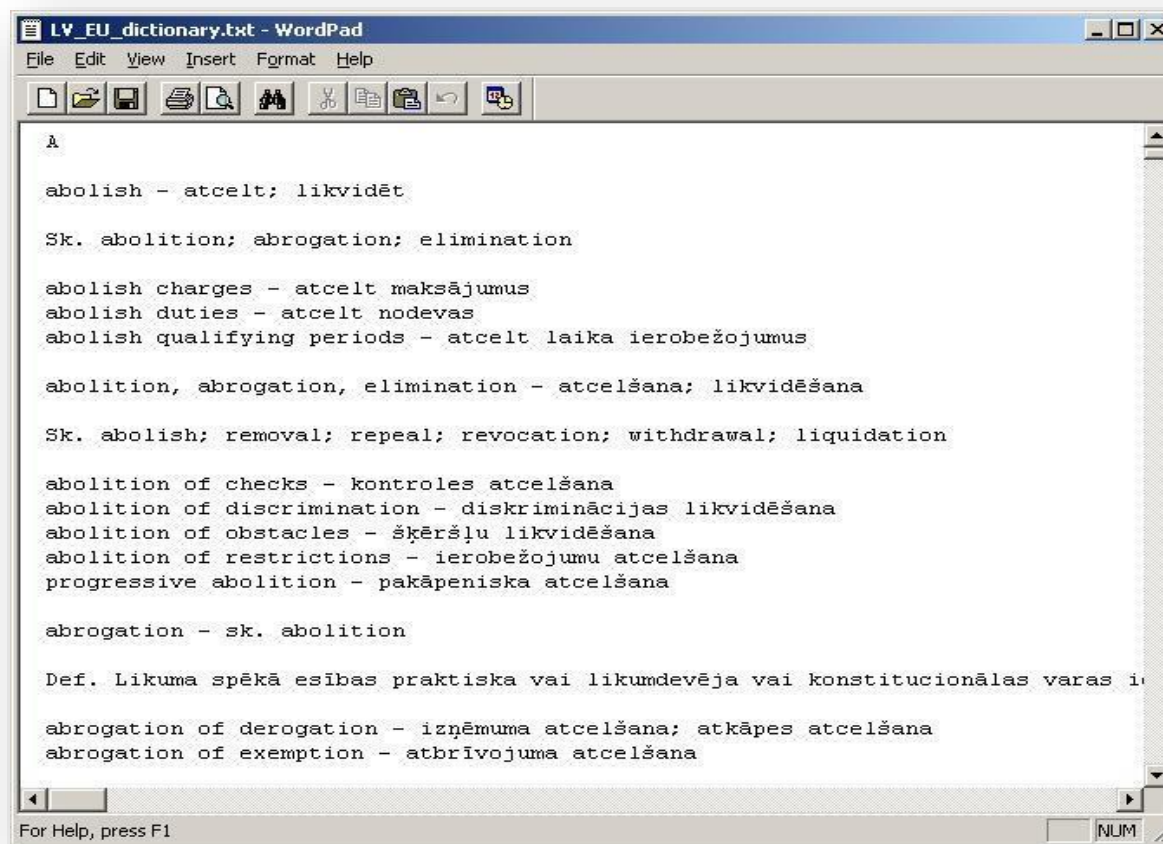 LV_EU_dictionary.txt - WordPad
File Edit View Insert Format Help
A
abolish – atcelt; likvidēt
Sk. abolition; abrogation; elimination
abolish charges – atcelt maksājumus
abolish duties – atcelt nodevas
abolish qualifying periods – atcelt laika ierobežojumus
abolition, abrogation, elimination – atcelšana; likvidēšana
Sk. abolish; removal; repeal; revocation; withdrawal; liquidation
abolition of checks – kontroles atcelšana
abolition of discrimination – diskriminācijas likvidēšana
abolition of obstacles – šķēršļu likvidēšana
abolition of restrictions – ierobežojumu atcelšana
progressive abolition – pakāpeniska atcelšana
abrogation – sk. abolition
Def. Likuma spēkā esības praktiska vai likumdevēja vai konstitucionālas varas
abrogation of derogation – izņēmuma atcelšana; atkāpes atcelšana
abrogation of exemption – atbrīvojuma atcelšana
For Help, press F1
NUM